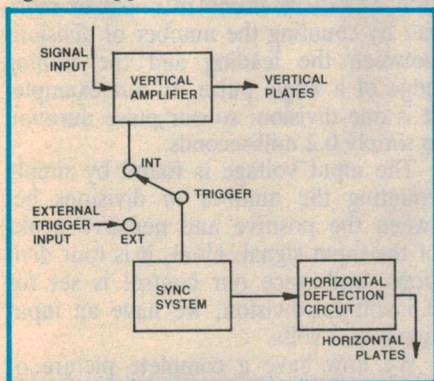 SIGNAL
INPUT
VERTICAL
AMPLIFIER
VERTICAL
PLATES
INT
TRIGGER
EXTERNAL
TRIGGER
INPUT
EXT
SYNC
SYSTEM
HORIZONTAL
DEFLECTION
CIRCUIT
HORIZONTAL
PLATES